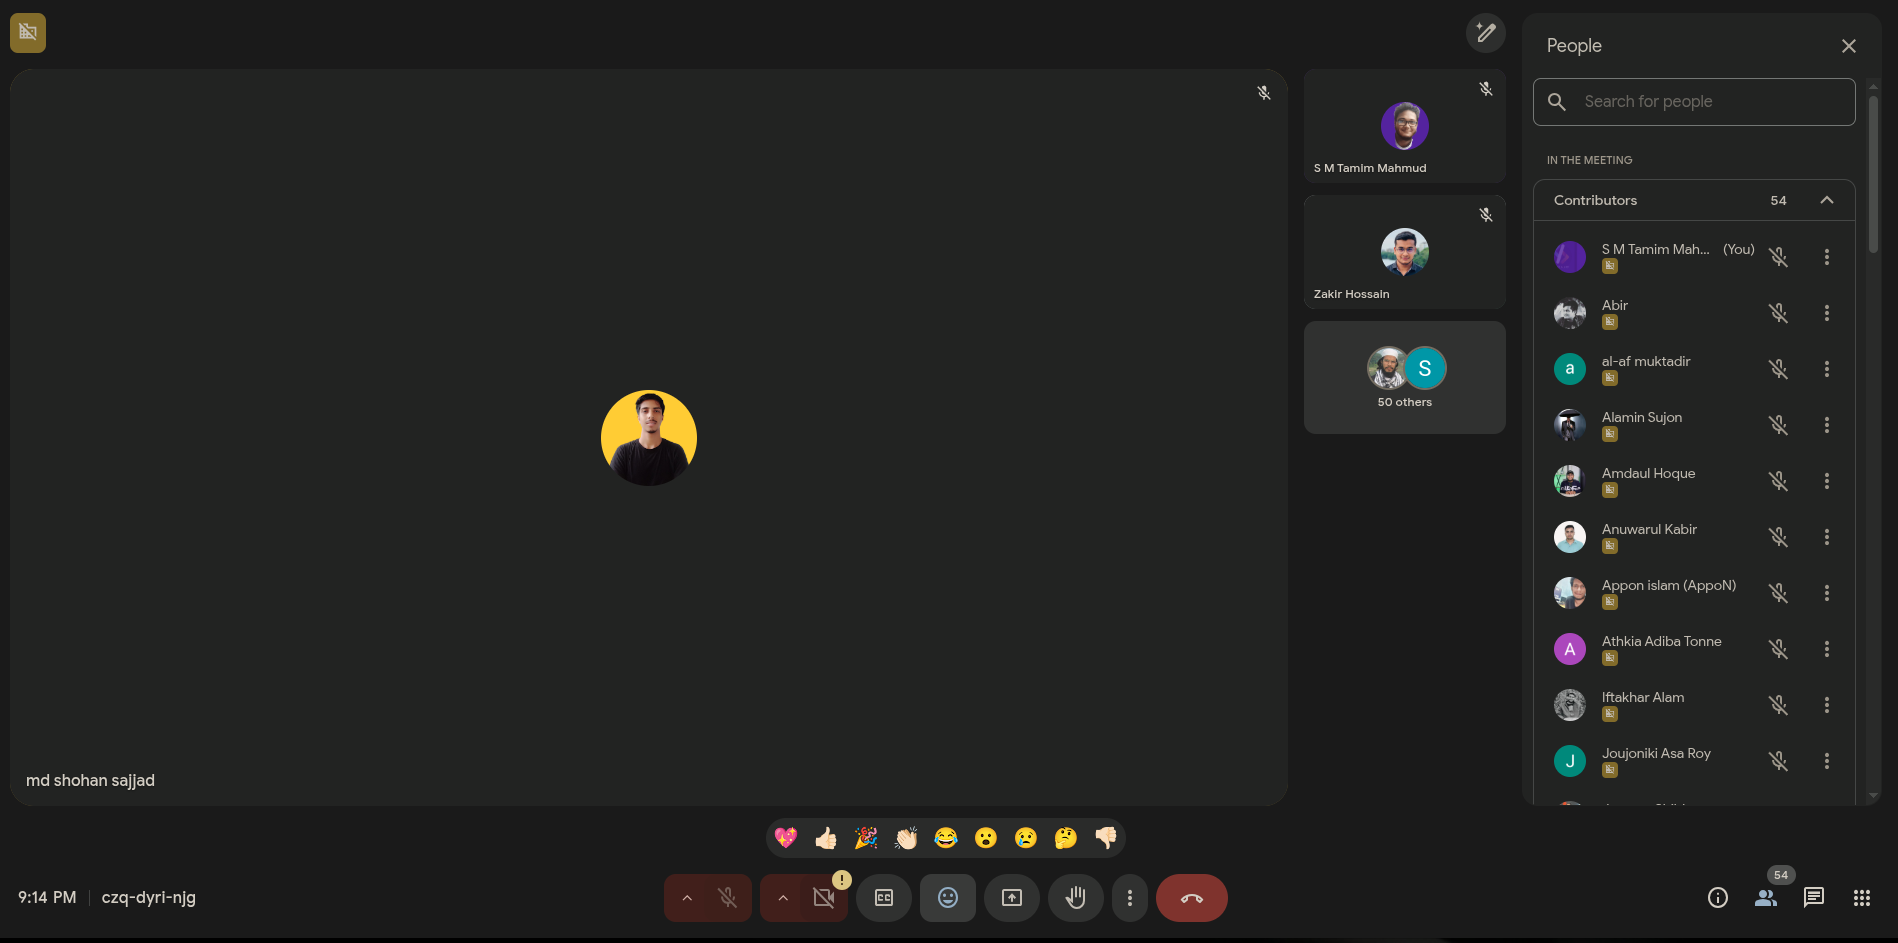 People
Search for people
IN THE MEETING
Contributors 54
S M Tamim Mah... (You)
Abir
a
al-af muktadir
Alamin Sujon
Amdaul Hoque
Anuwarul Kabir
Appon islam (AppoN)
A
Athkia Adiba Tonne
Iftakhar Alam
J
Joujoniki Asa Roy
S M Tamim Mahmud
Zakir Hossain
S
50 others
md shohan sajjad
9:14 PM
czq-dyri-njg
!
CC
54